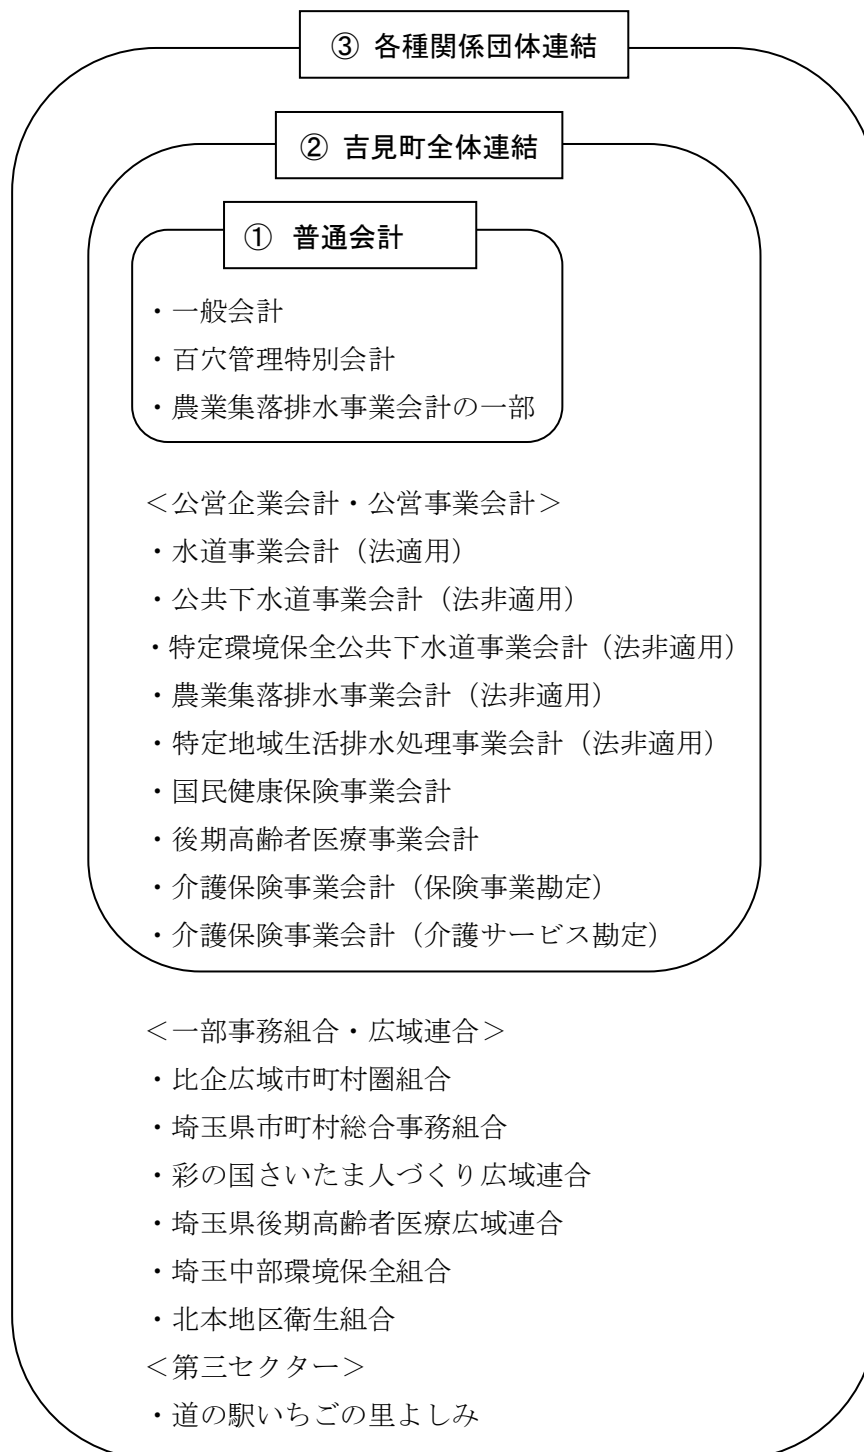 ③ 各種関係団体連結
② 吉見町全体連結
① 普通会計
・一般会計
・百穴管理特別会計
・農業集落排水事業会計の一部
＜公営企業会計・公営事業会計＞
・水道事業会計（法適用）
・公共下水道事業会計（法非適用）
・特定環境保全公共下水道事業会計（法非適用）
・農業集落排水事業会計（法非適用）
・特定地域生活排水処理事業会計（法非適用）
・国民健康保険事業会計
・後期高齢者医療事業会計
・介護保険事業会計（保険事業勘定）
・介護保険事業会計（介護サービス勘定）
＜一部事務組合・広域連合＞
・比企広域市町村圏組合
・埼玉県市町村総合事務組合
・彩の国さいたま人づくり広域連合
・埼玉県後期高齢者医療広域連合
・埼玉中部環境保全組合
・北本地区衛生組合
＜第三セクター＞
・道の駅いちごの里よしみ